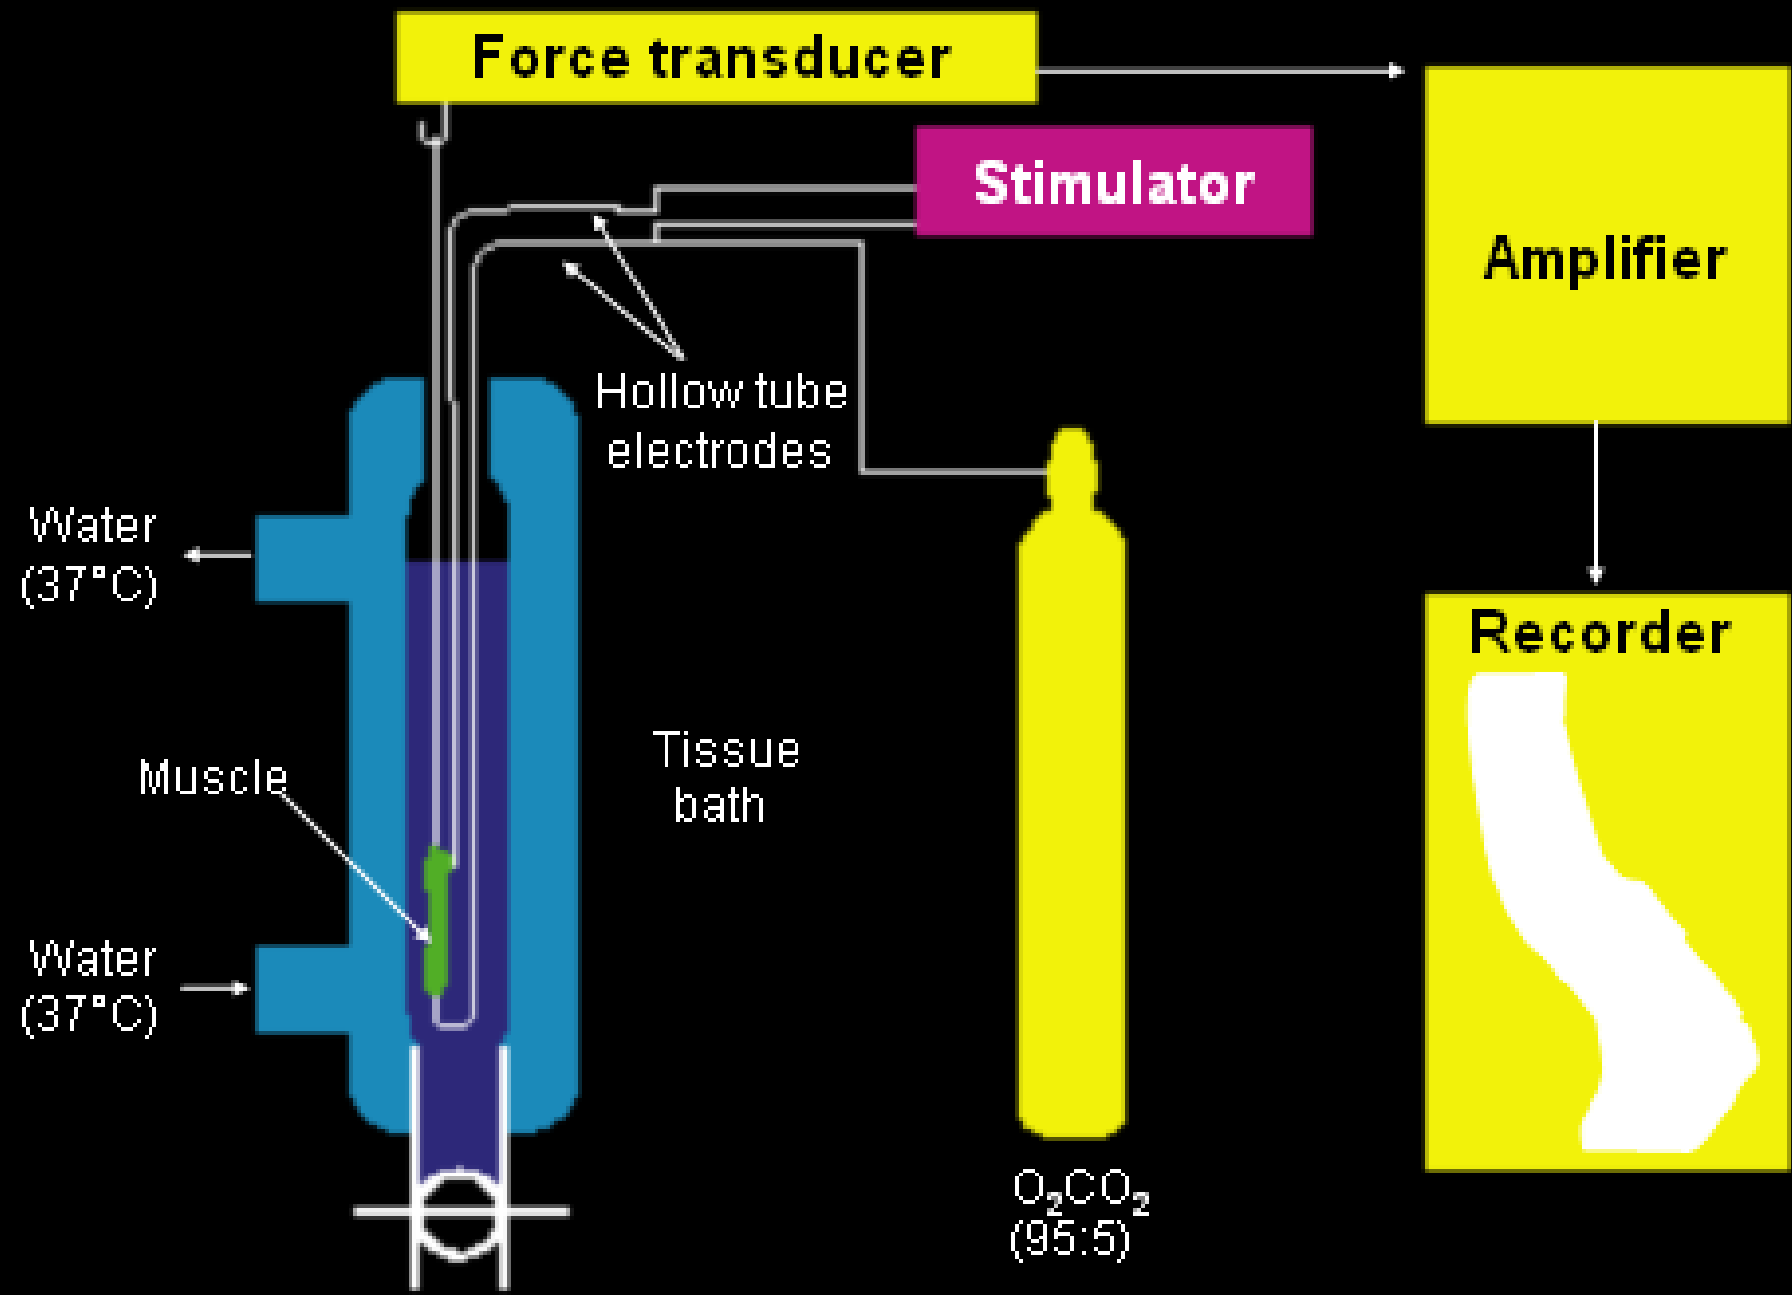 Force transducer
Stimulator
Amplifier
Hollow tube
electrodes
Water
(37°C)
Recorder
Muscle
Tissue
bath
Water
(37°C)
O₂CO₂
(95:5)